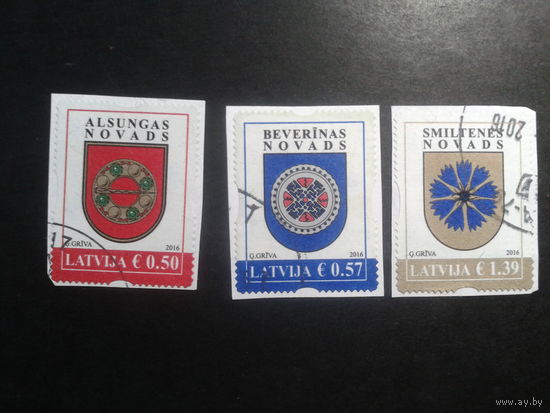 ALSUNGAS
NOVADS
Ģ.GRĪVA 2016
LATVIJA € 0.50
BEVERĪNAS
NOVADS
Ģ.GRĪVA 2016
LATVIJA € 0.57
SMILTENES
NOVADS
2016
Ģ.GRĪVA 2016
LATVIJA € 1.39
www.ay.by